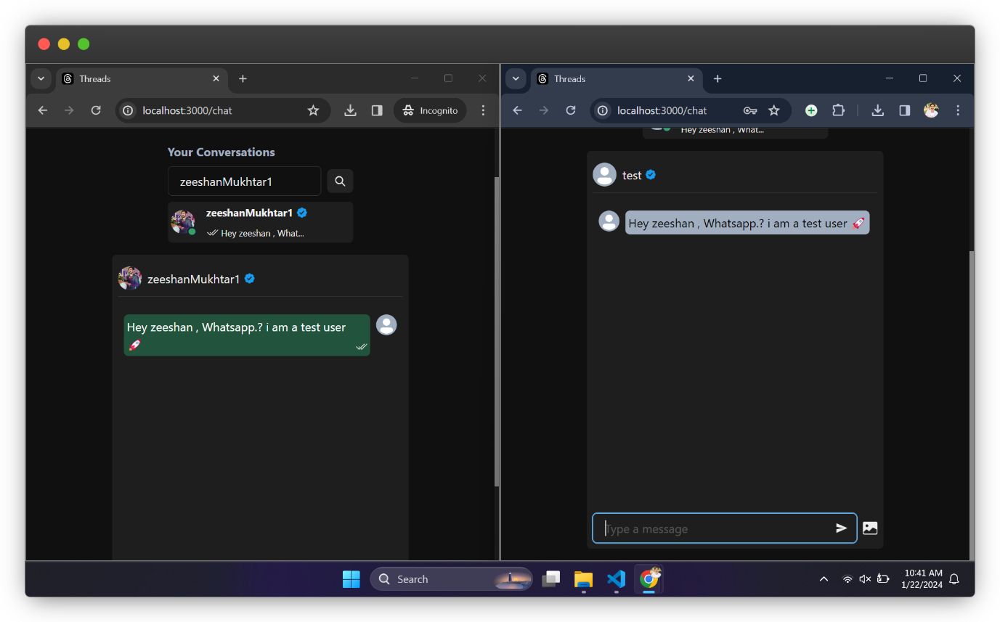 Threads
localhost:3000/chat
Incognito
Your Conversations
zeeshanMukhtar1
zeeshanMukhtar1
Hey zeeshan , What...
zeeshanMukhtar1
Hey zeeshan , Whatsapp.? i am a test user
🚀
Threads
localhost:3000/chat
Hey zeeshan , What...
test
Hey zeeshan , Whatsapp.? i am a test user 🚀
Type a message
Search
10:41 AM
1/22/2024